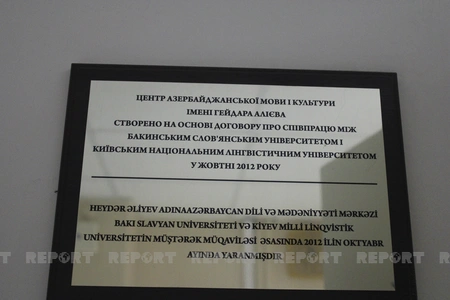 ЦЕНТР АЗЕРБАЙДЖАНСЬКОЇ МОВИ І КУЛЬТУРИ
ІМЕНІ ГЕЙДАРА АЛІЄВА
СТВОРЕНО НА ОСНОВІ ДОГОВОРУ ПРО СПІВПРАЦЮ МІЖ
БАКИНСЬКИМ СЛОВ'ЯНСЬКИМ УНІВЕРСИТЕТОМ І
КИЇВСЬКИМ НАЦІОНАЛЬНИМ ЛІНГВІСТИЧНИМ УНІВЕРСИТЕТОМ
У ЖОВТНІ 2012 РОКУ
HEYDƏR ƏLİYEV ADINAAZƏRBAYCAN DİLİ VƏ MƏDƏNİYYƏTİ MƏRKƏZİ
BAKI SLAVYAN UNİVERSİTETİ VƏ KİYEV MİLLİ LİNQVİSTİK
UNİVERSİTETİN MÜŞTƏRƏK MÜQAVİLƏSİ ƏSASINDA 2012 İLİN OKTYABR
AYINDA YARANMIŞDIR
REPORT REPORT REPORT REPORT